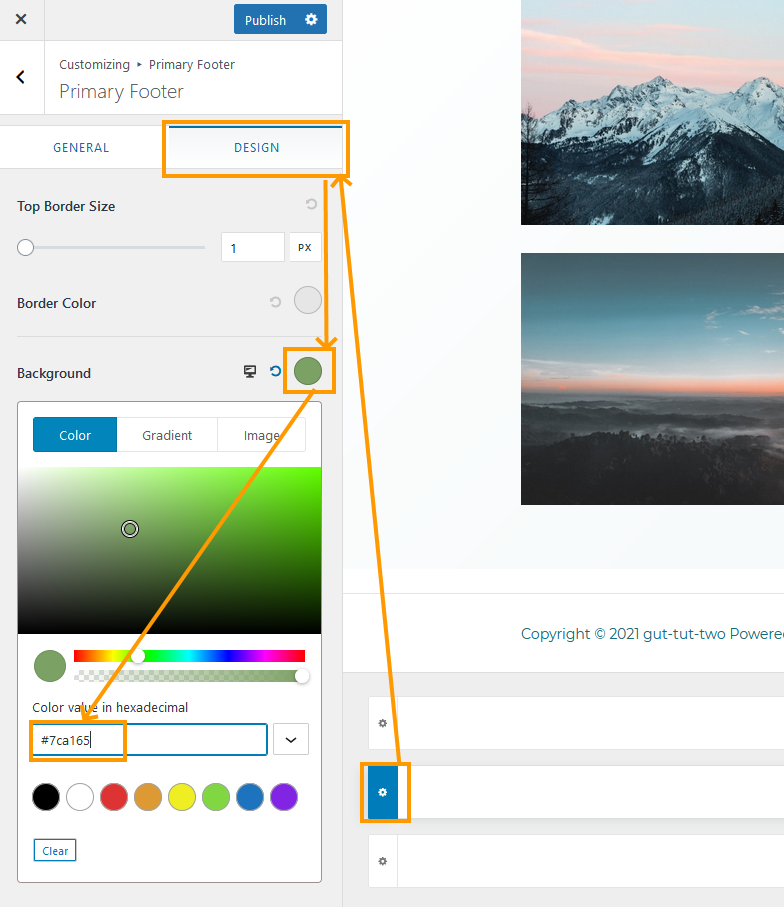 Publish
Customizing ▸ Primary Footer
Primary Footer
GENERAL
DESIGN
Top Border Size
1
PX
Border Color
Background
Color
Gradient
Image
Color value in hexadecimal
#7ca165
Clear
Copyright © 2021 gut-tut-two Powere